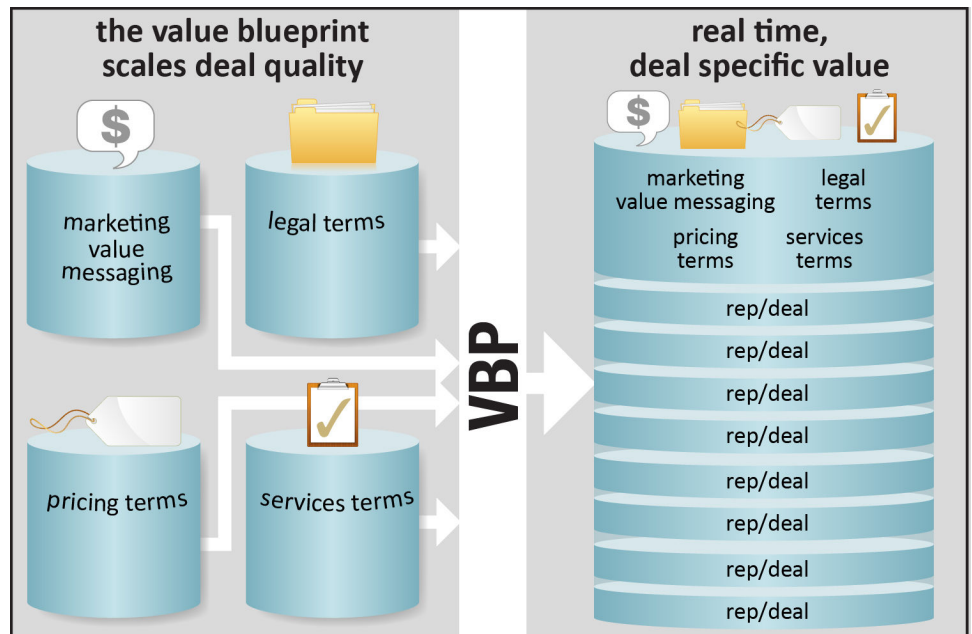 the value blueprint
scales deal quality
$
marketing
value
messaging
legal terms
pricing terms
services terms
VBP
real time,
deal specific value
$
marketing
value messaging
legal
terms
pricing
terms
services
terms
rep/deal
rep/deal
rep/deal
rep/deal
rep/deal
rep/deal
rep/deal
rep/deal